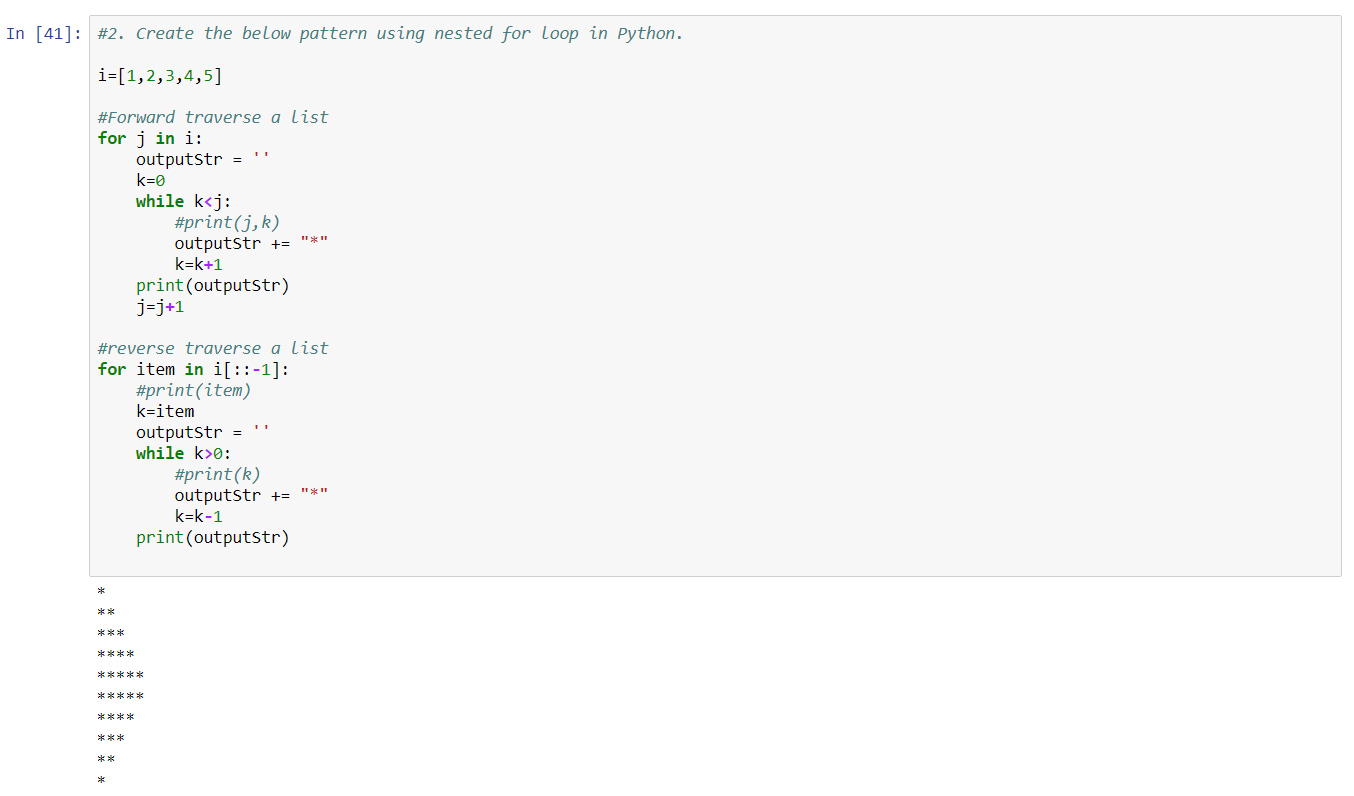 In [41]: #2. Create the below pattern using nested for loop in Python.

i=[1,2,3,4,5]

#Forward traverse a list
for j in i:
    outputStr = ''
    k=0
    while k<j:
        #print(j,k)
        outputStr += "*"
        k=k+1
    print(outputStr)
    j=j+1

#reverse traverse a list
for item in i[::-1]:
    #print(item)
    k=item
    outputStr = ''
    while k>0:
        #print(k)
        outputStr += "*"
        k=k-1
    print(outputStr)

*
**
***
****
*****
*****
****
***
**
*